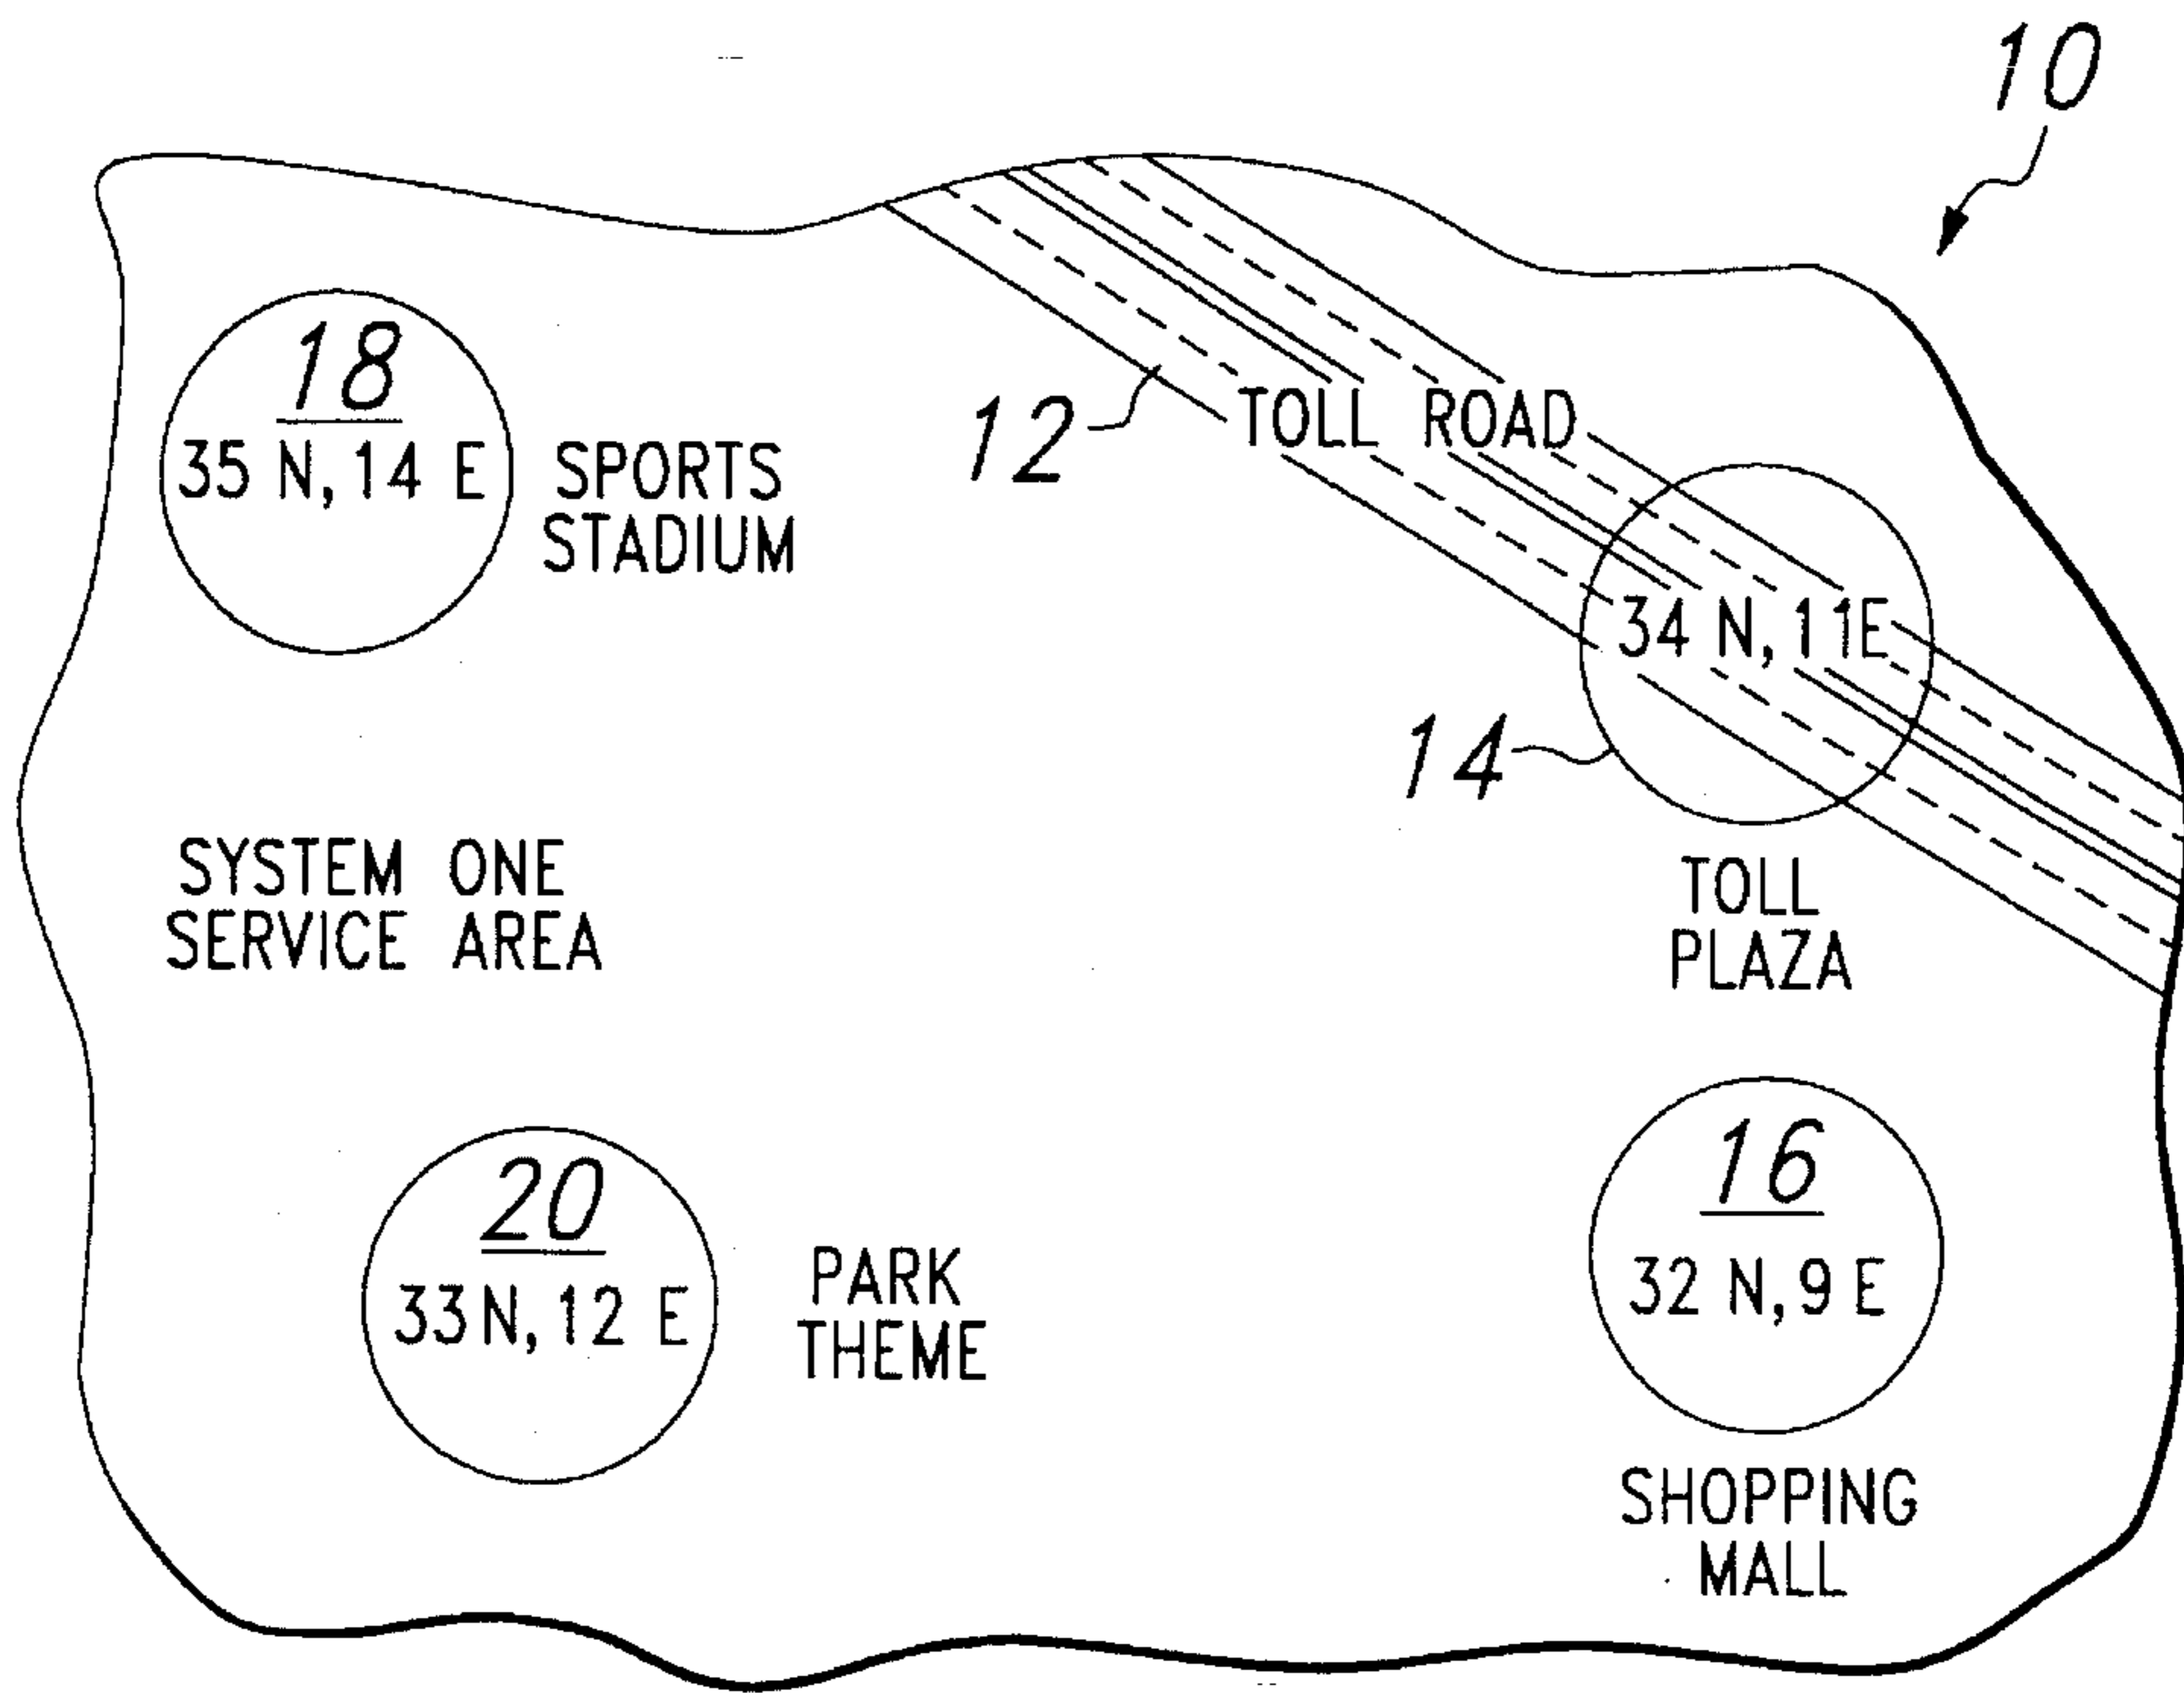 10
18
35 N, 14 E
SPORTS
STADIUM
12
TOLL ROAD
34 N, 11E
14
TOLL
PLAZA
SYSTEM ONE
SERVICE AREA
20
33 N, 12 E
PARK
THEME
16
32 N, 9 E
SHOPPING
MALL